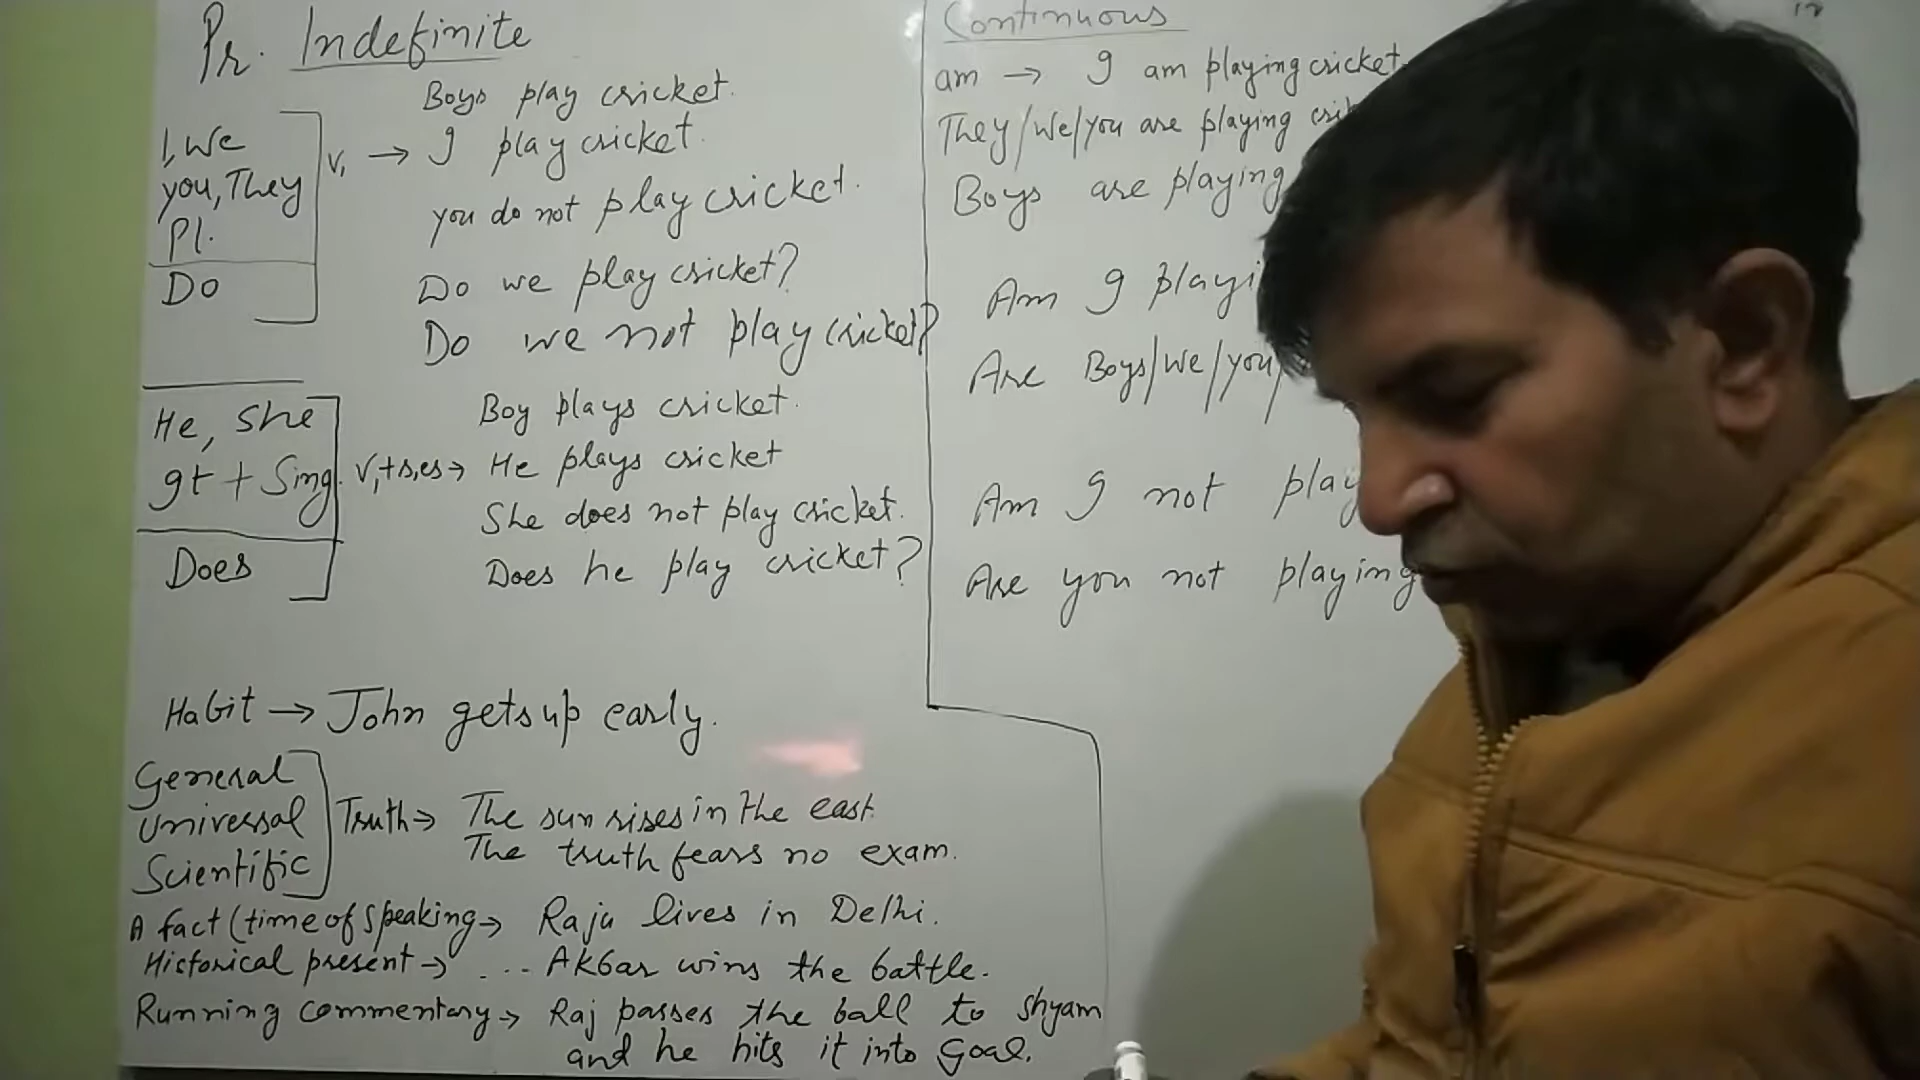 Pr. Indefinite
Boys play cricket.
I, We
you, They
Pl.
Do
V1 → I play cricket.
you do not play cricket.
Do we play cricket?
Do we not play cricket?
He, She
It + Sing.
Does
V1+s,es → Boy plays cricket.
He plays cricket
She does not play cricket.
Does he play cricket?
Habit → John gets up early.
General
Universal
Scientific
Truth → The sun rises in the east.
The truth fears no exam.
A fact (time of speaking → Raju lives in Delhi.
Historical present → ... Akbar wins the battle.
Running commentary → Raj passes the ball to Shyam
and he hits it into Goal.
Continuous
am → I am playing cricket.
They/We/you are playing
Boys are playing
Am I
Are Boys/We/you/
Am I not
Are you not playing